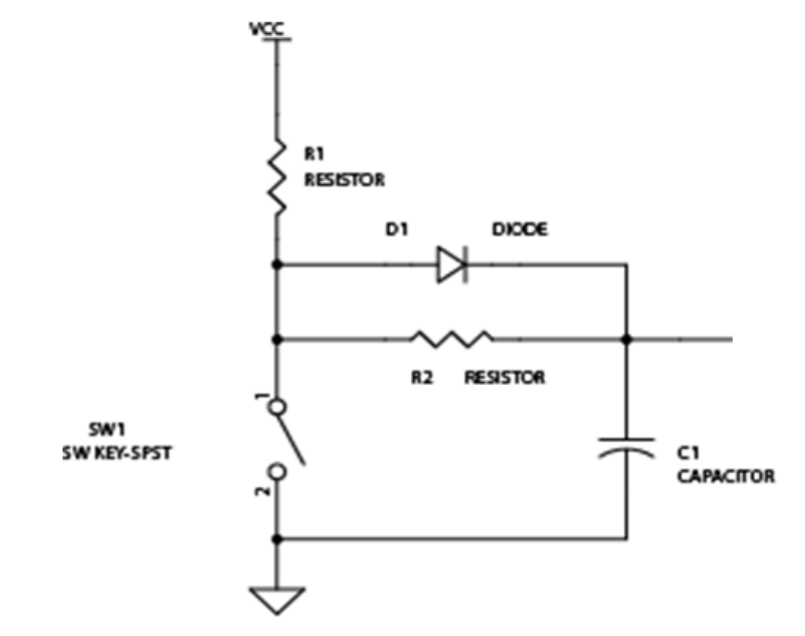 VCC
R1
RESISTOR
D1 DIODE
R2 RESISTOR
1
SW1
SW KEY-SPST
2
C1
CAPACITOR